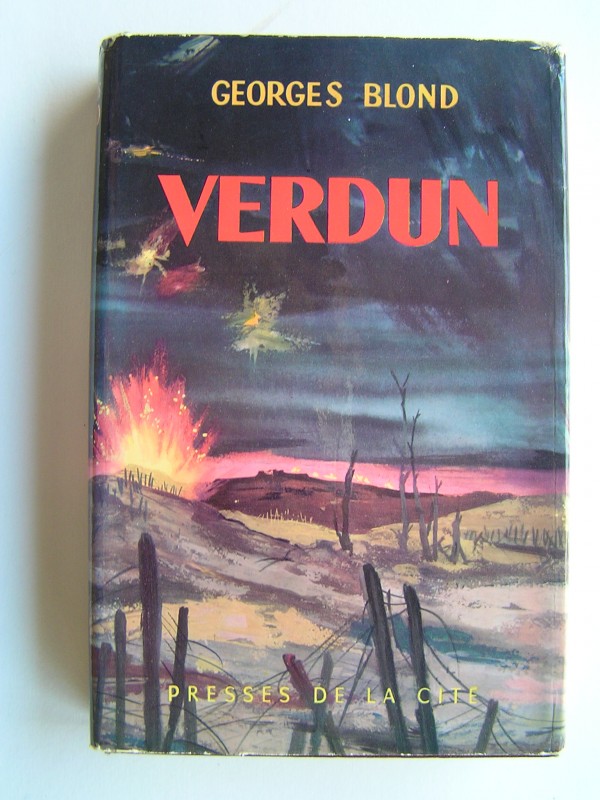 GEORGES BLOND
VERDUN
PRESSES DE LA CITE